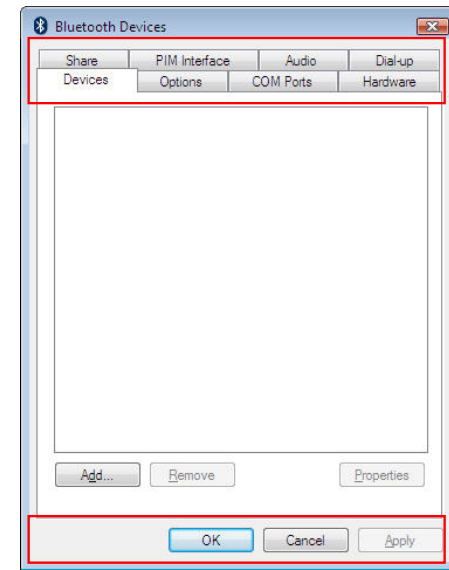 Bluetooth Devices
Share PIM Interface Audio Dial-up
Devices Options COM Ports Hardware
Add... Remove Properties
OK Cancel Apply